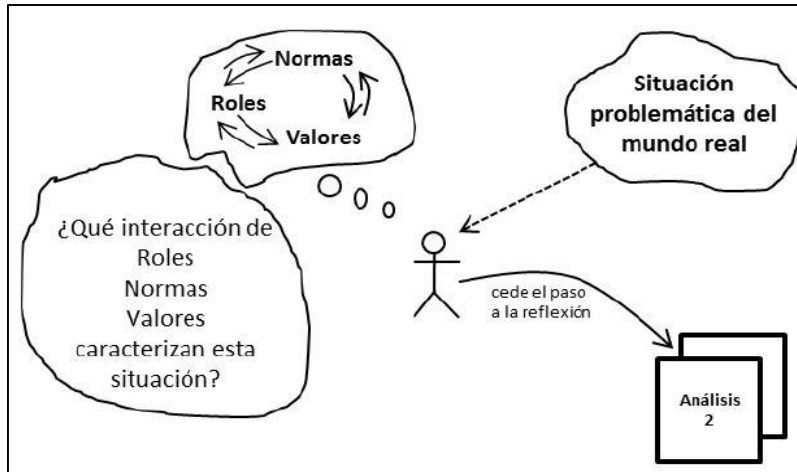 Normas
Roles
Valores
Situación
problemática del
mundo real
¿Qué interacción de
Roles
Normas
Valores
caracterizan esta
situación?
cede el paso
a la reflexión
Análisis
2